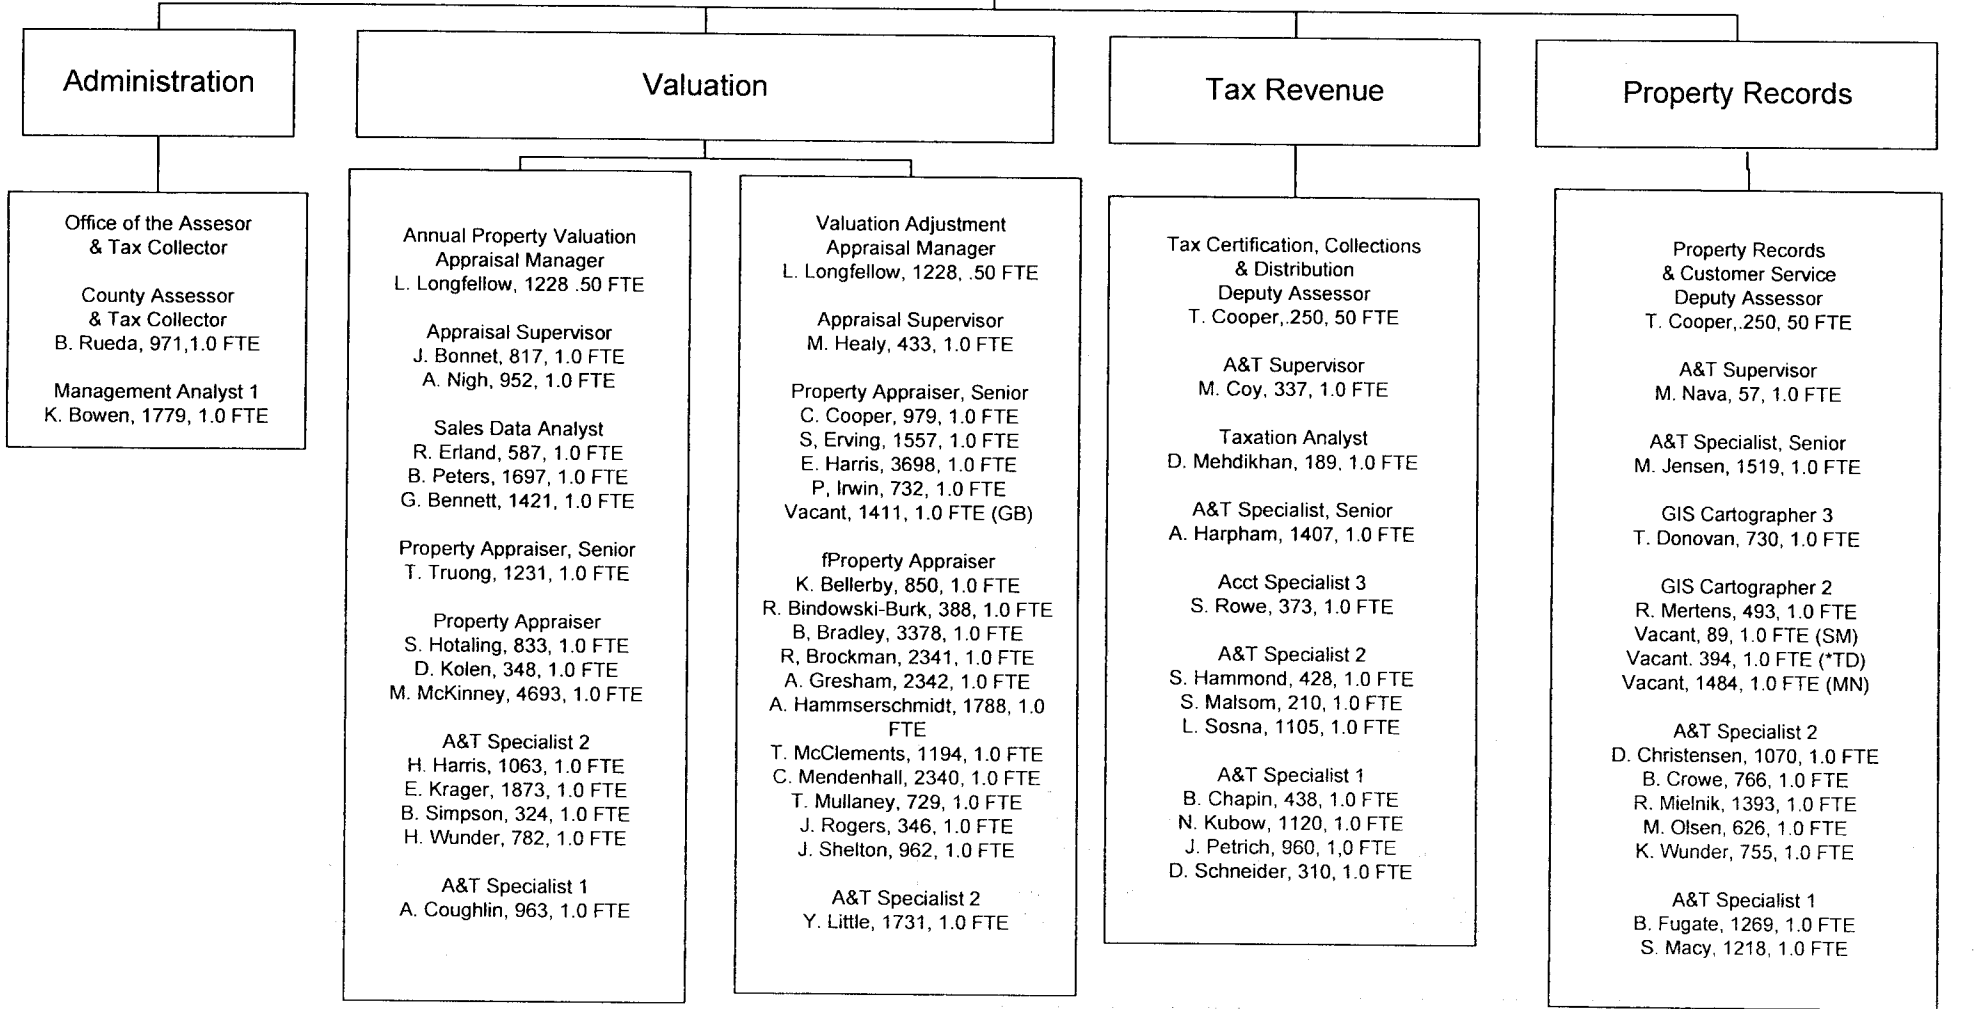 Administration
Valuation
Tax Revenue
Property Records
Office of the Assesor
& Tax Collector
County Assessor
& Tax Collector
B. Rueda, 971,1.0 FTE
Management Analyst 1
K. Bowen, 1779, 1.0 FTE
Annual Property Valuation
Appraisal Manager
L. Longfellow, 1228 .50 FTE
Appraisal Supervisor
J. Bonnet, 817, 1.0 FTE
A. Nigh, 952, 1.0 FTE
Sales Data Analyst
R. Erland, 587, 1.0 FTE
B. Peters, 1697, 1.0 FTE
G. Bennett, 1421, 1.0 FTE
Property Appraiser, Senior
T. Truong, 1231, 1.0 FTE
Property Appraiser
S. Hotaling, 833, 1.0 FTE
D. Kolen, 348, 1.0 FTE
M. McKinney, 4693, 1.0 FTE
A&T Specialist 2
H. Harris, 1063, 1.0 FTE
E. Krager, 1873, 1.0 FTE
B. Simpson, 324, 1.0 FTE
H. Wunder, 782, 1.0 FTE
A&T Specialist 1
A. Coughlin, 963, 1.0 FTE
Valuation Adjustment
Appraisal Manager
L. Longfellow, 1228, .50 FTE
Appraisal Supervisor
M. Healy, 433, 1.0 FTE
Property Appraiser, Senior
C. Cooper, 979, 1.0 FTE
S, Erving, 1557, 1.0 FTE
E. Harris, 3698, 1.0 FTE
P, Irwin, 732, 1.0 FTE
Vacant, 1411, 1.0 FTE (GB)
fProperty Appraiser
K. Bellerby, 850, 1.0 FTE
R. Bindowski-Burk, 388, 1.0 FTE
B, Bradley, 3378, 1.0 FTE
R, Brockman, 2341, 1.0 FTE
A. Gresham, 2342, 1.0 FTE
A. Hammserschmidt, 1788, 1.0
FTE
T. McClements, 1194, 1.0 FTE
C. Mendenhall, 2340, 1.0 FTE
T. Mullaney, 729, 1.0 FTE
J. Rogers, 346, 1.0 FTE
J. Shelton, 962, 1.0 FTE
A&T Specialist 2
Y. Little, 1731, 1.0 FTE
Tax Certification, Collections
& Distribution
Deputy Assessor
T. Cooper,.250, 50 FTE
A&T Supervisor
M. Coy, 337, 1.0 FTE
Taxation Analyst
D. Mehdikhan, 189, 1.0 FTE
A&T Specialist, Senior
A. Harpham, 1407, 1.0 FTE
Acct Specialist 3
S. Rowe, 373, 1.0 FTE
A&T Specialist 2
S. Hammond, 428, 1.0 FTE
S. Malsom, 210, 1.0 FTE
L. Sosna, 1105, 1.0 FTE
A&T Specialist 1
B. Chapin, 438, 1.0 FTE
N. Kubow, 1120, 1.0 FTE
J. Petrich, 960, 1,0 FTE
D. Schneider, 310, 1.0 FTE
Property Records
& Customer Service
Deputy Assessor
T. Cooper,.250, 50 FTE
A&T Supervisor
M. Nava, 57, 1.0 FTE
A&T Specialist, Senior
M. Jensen, 1519, 1.0 FTE
GIS Cartographer 3
T. Donovan, 730, 1.0 FTE
GIS Cartographer 2
R. Mertens, 493, 1.0 FTE
Vacant, 89, 1.0 FTE (SM)
Vacant. 394, 1.0 FTE (*TD)
Vacant, 1484, 1.0 FTE (MN)
A&T Specialist 2
D. Christensen, 1070, 1.0 FTE
B. Crowe, 766, 1.0 FTE
R. Mielnik, 1393, 1.0 FTE
M. Olsen, 626, 1.0 FTE
K. Wunder, 755, 1.0 FTE
A&T Specialist 1
B. Fugate, 1269, 1.0 FTE
S. Macy, 1218, 1.0 FTE